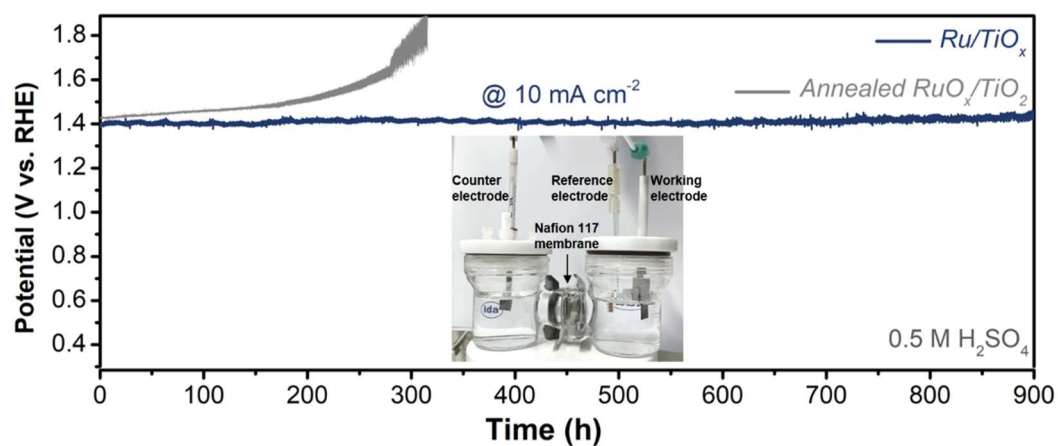 Potential (V vs. RHE)
1.8
1.6
1.4
1.2
1.0
0.8
0.6
0.4
Ru/TiOₓ
Annealed RuOₓ/TiO₂
@ 10 mA cm⁻²
Counter
electrode
Reference
electrode
Working
electrode
Nafion 117
membrane
ida
0.5 M H₂SO₄
0 100 200 300 400 500 600 700 800 900
Time (h)